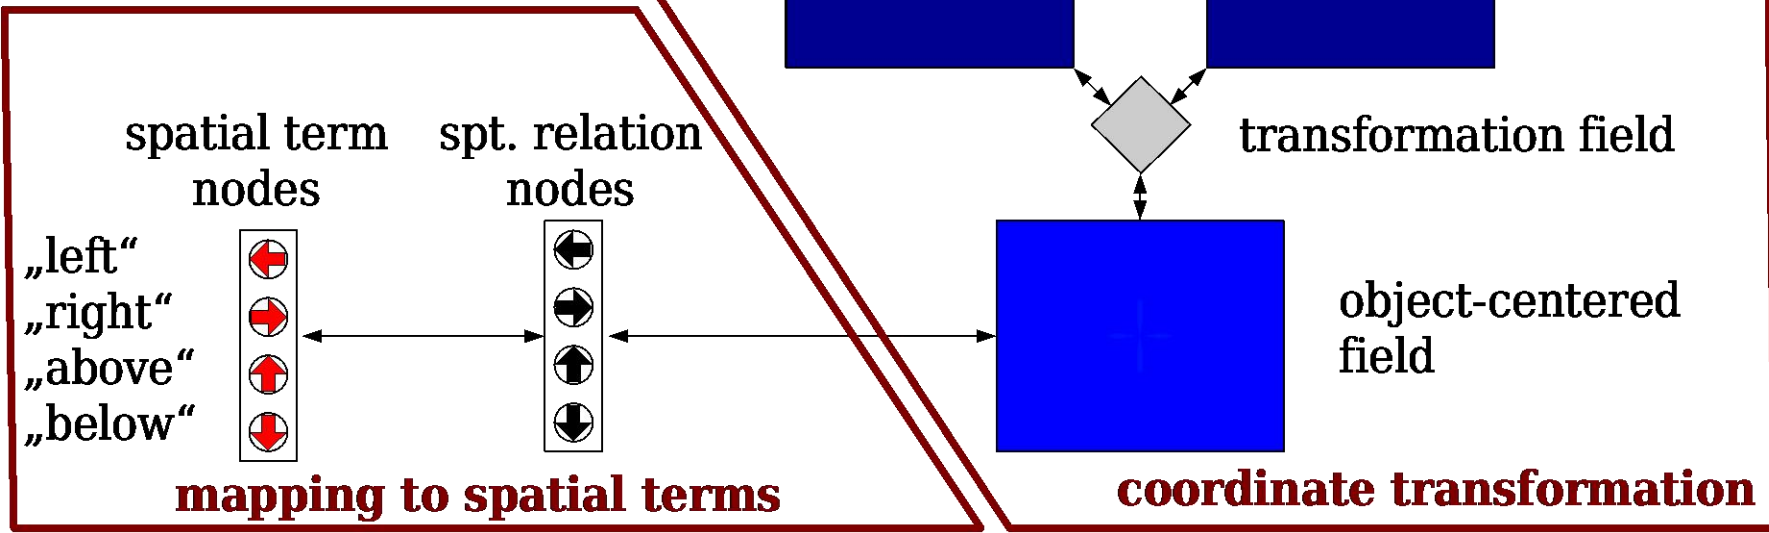 spatial term
nodes
spt. relation
nodes
„left“
„right“
„above“
„below“
mapping to spatial terms
transformation field
object-centered
field
coordinate transformation